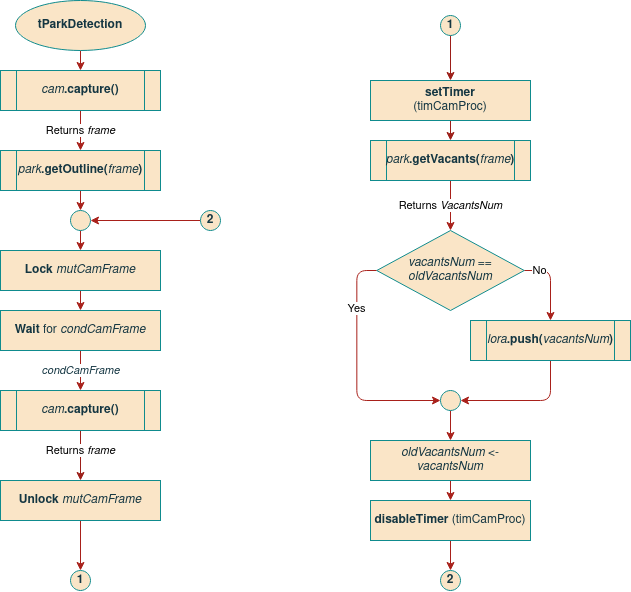 tParkDetection
cam.capture()
Returns frame
park.getOutline(frame)
2
Lock mutCamFrame
Wait for condCamFrame
condCamFrame
cam.capture()
Returns frame
Unlock mutCamFrame
1
1
setTimer
(timCamProc)
park.getVacants(frame)
Returns VacantsNum
vacantsNum ==
oldVacantsNum
No
Yes
lora.push(vacantsNum)
oldVacantsNum <-
vacantsNum
disableTimer (timCamProc)
2